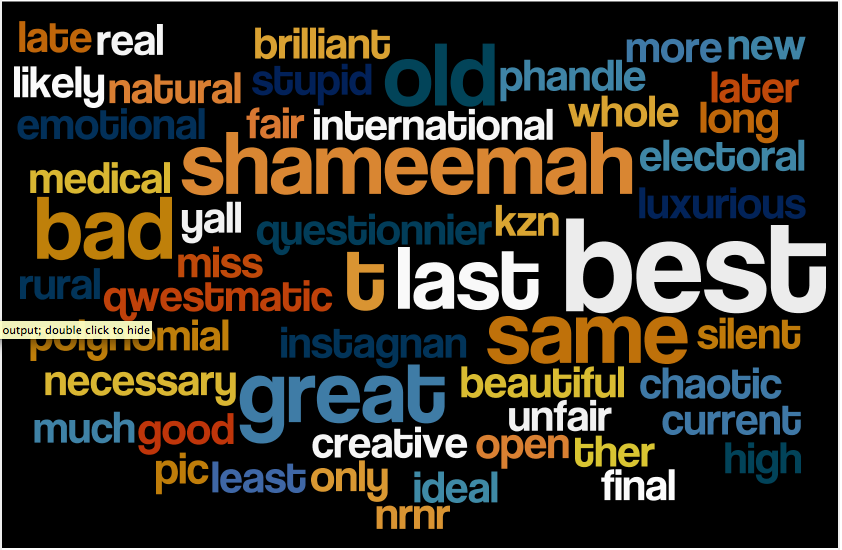 late real brilliant more new
likely natural stupid old phandle later
emotional fair international whole long
medical shameemah electoral
bad yall questionnier kzn luxurious
rural miss t last best
qwestmatic
output; double click to hide
polynomial instagnan same silent
necessary great beautiful chaotic
much good creative unfair current
pic least only open ther high
ideal final
nrnr